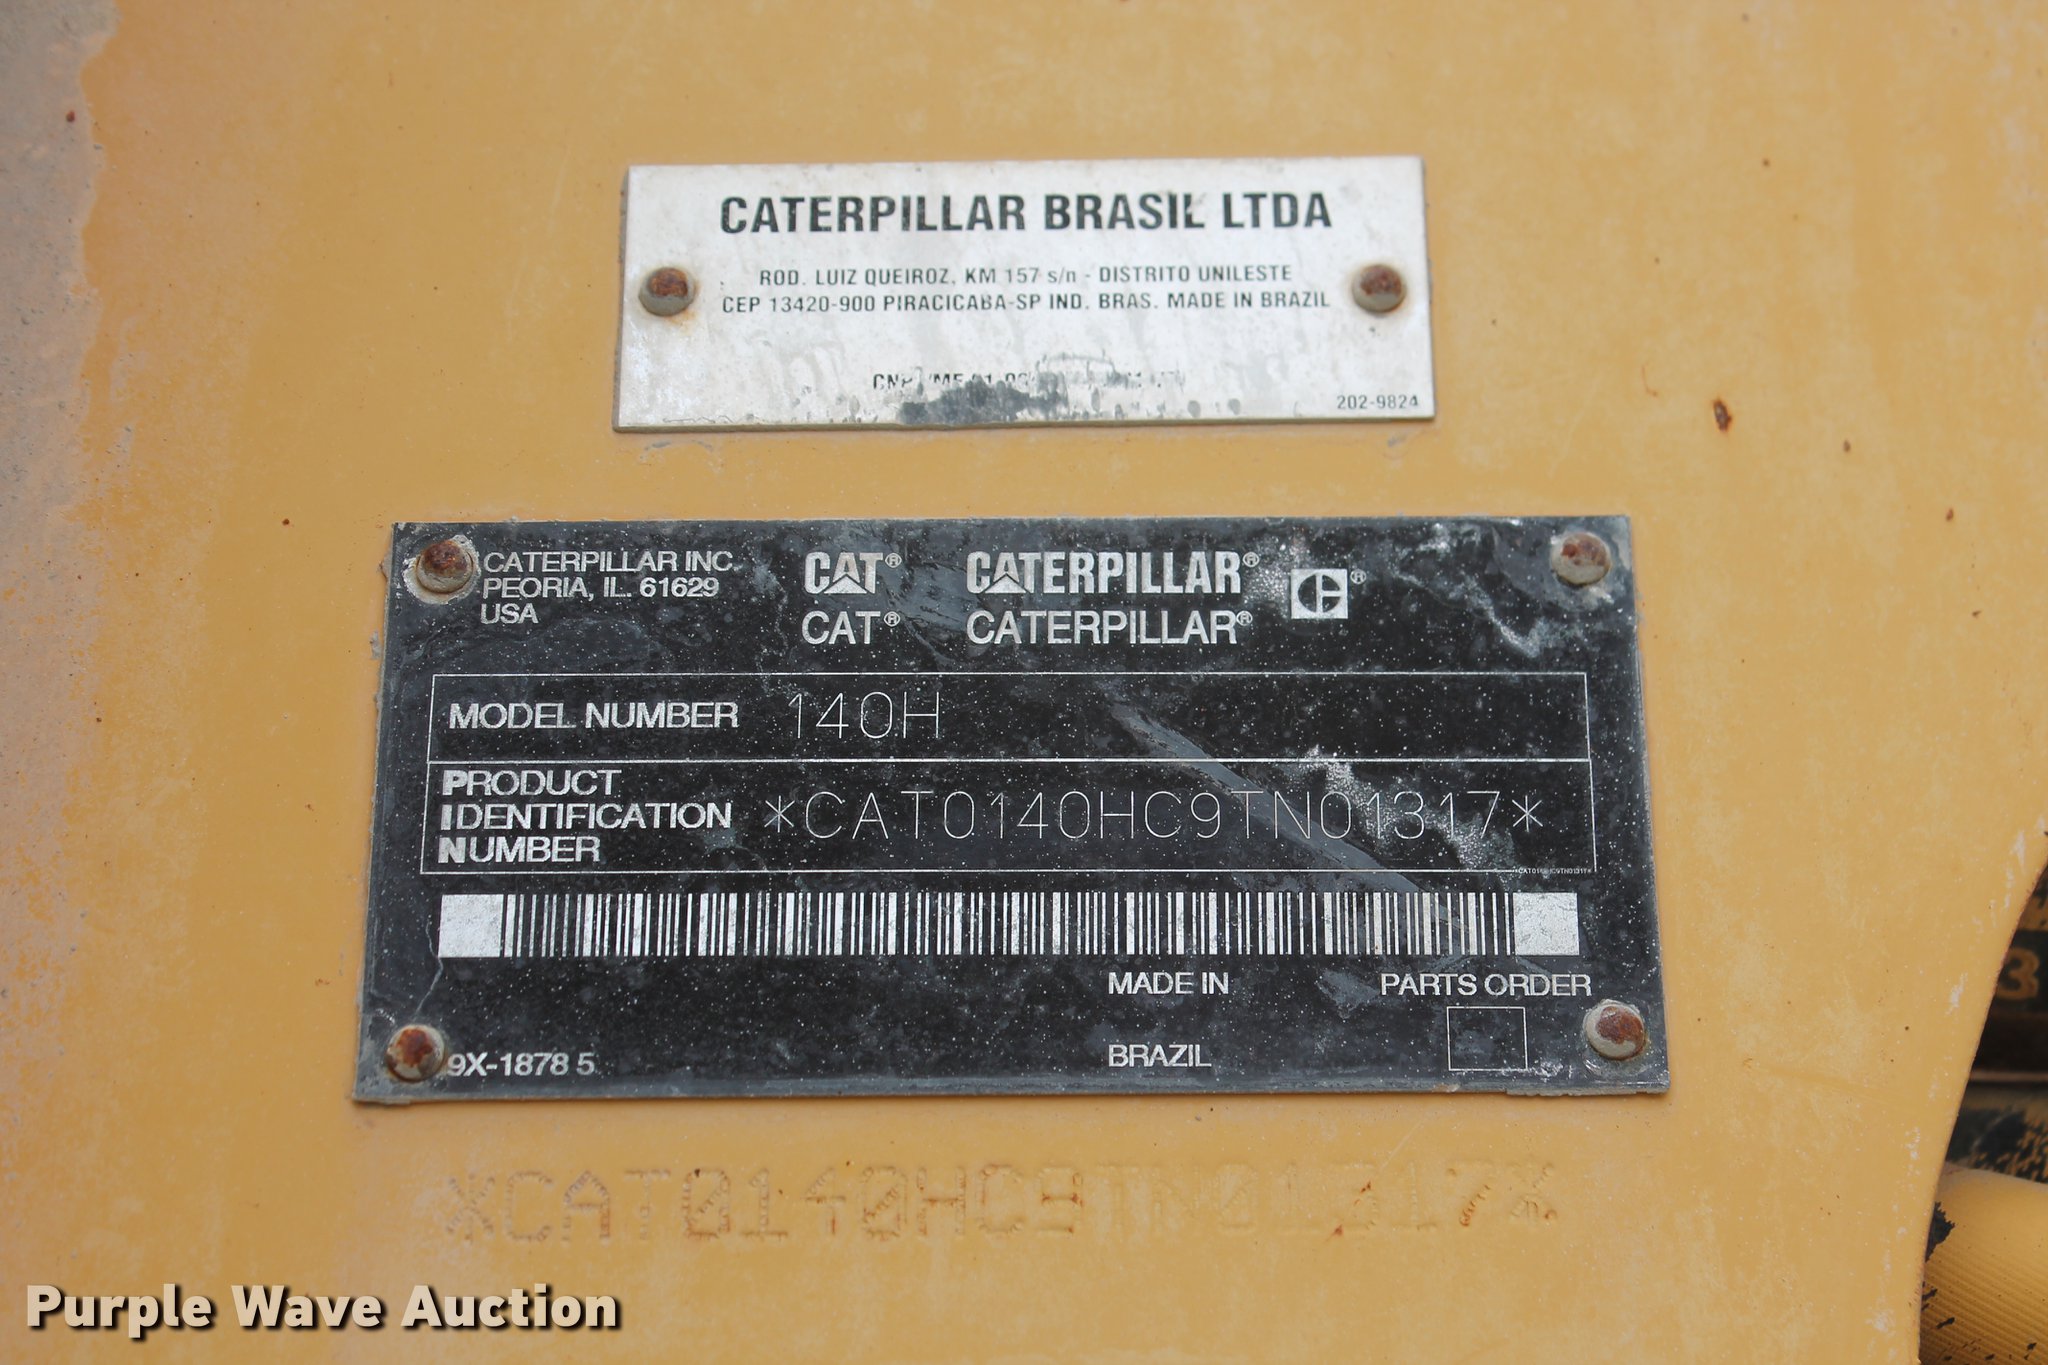 CATERPILLAR BRASIL LTDA
ROD. LUIZ QUEIROZ, KM 157 s/n - DISTRITO UNILESTE
CEP 13420-900 PIRACICABA-SP IND. BRAS. MADE IN BRAZIL
202-9824
CATERPILLAR INC.
PEORIA, IL. 61629
USA
CAT® CATERPILLAR® ®
CAT® CATERPILLAR®
MODEL NUMBER 140H
PRODUCT
IDENTIFICATION
NUMBER
*CAT0140HC9TN01317*
MADE IN
BRAZIL
PARTS ORDER
9X-1878 5
*CAT0140HC9TN01317*
3
Purple Wave Auction